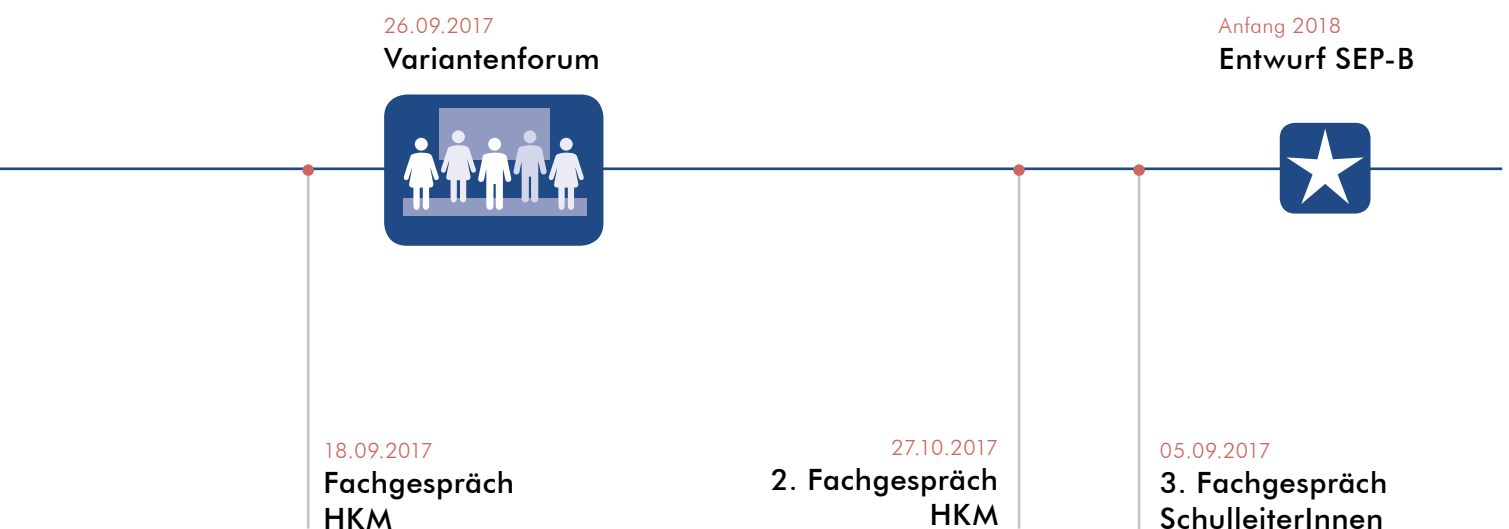 26.09.2017
Variantenforum
Anfang 2018
Entwurf SEP-B
18.09.2017
Fachgespräch
HKM
27.10.2017
2. Fachgespräch
HKM
05.09.2017
3. Fachgespräch
SchulleiterInnen